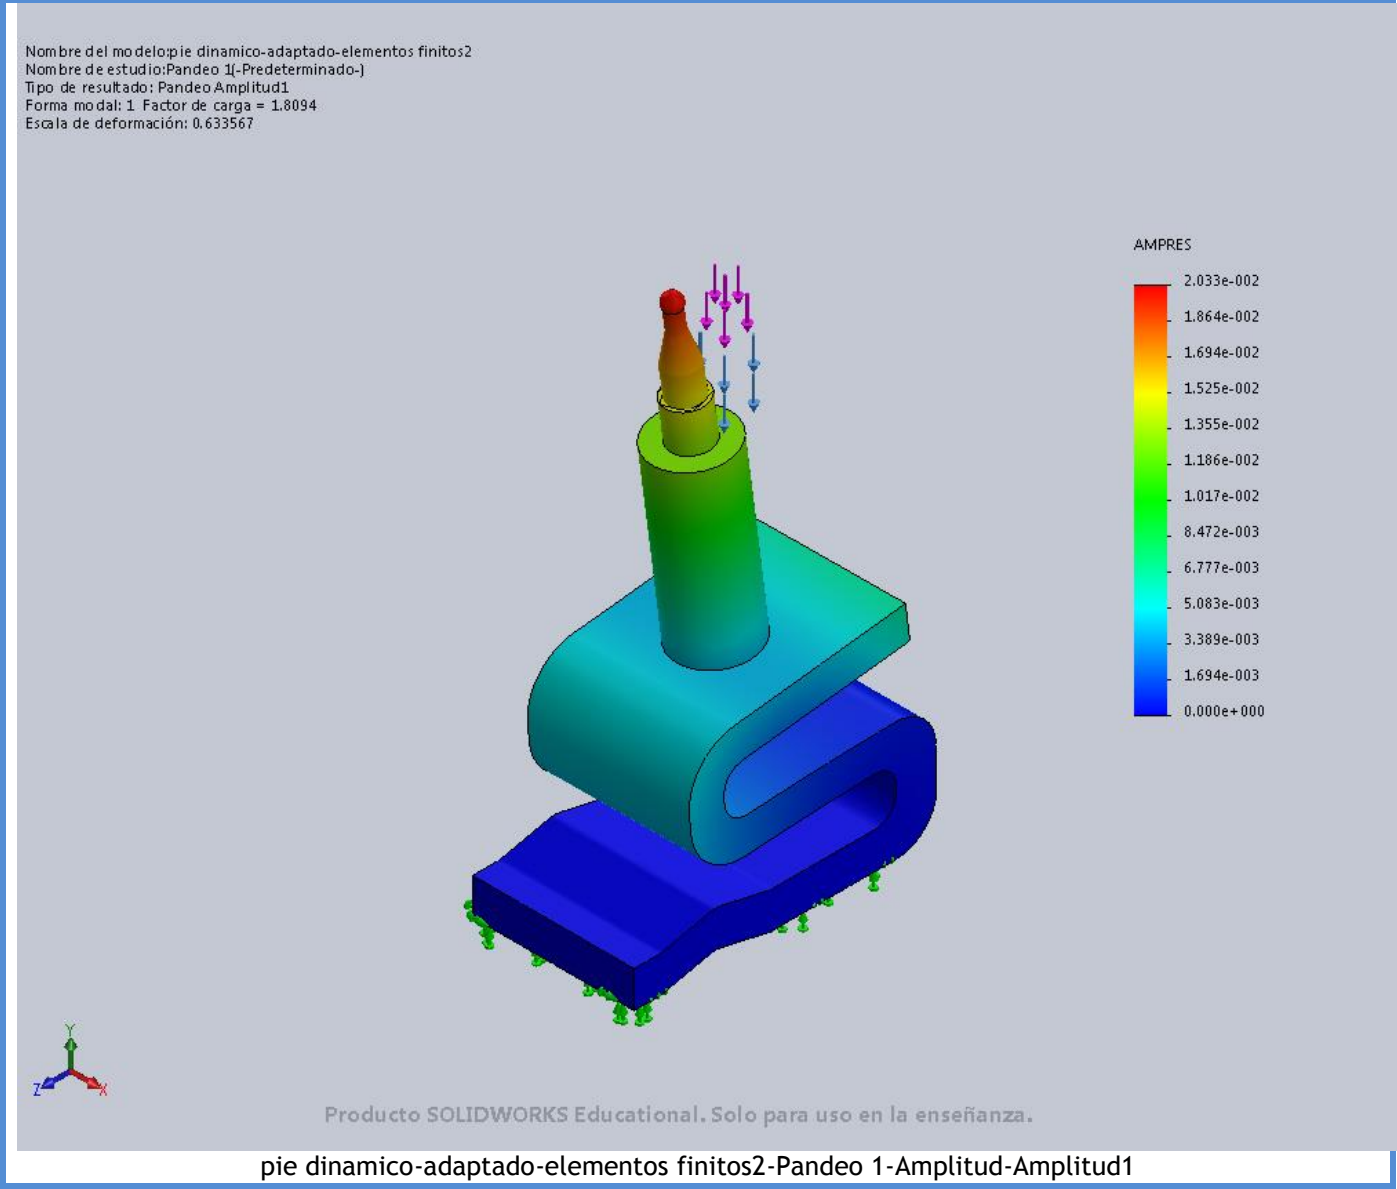 Nombre del modelo:pie dinamico-adaptado-elementos finitos2
Nombre de estudio:Pandeo 1(-Predeterminado-)
Tipo de resultado: Pandeo Amplitud1
Forma modal: 1 Factor de carga = 1.8094
Escala de deformación: 0.633567
AMPRES
2.033e-002
1.864e-002
1.694e-002
1.525e-002
1.355e-002
1.186e-002
1.017e-002
8.472e-003
6.777e-003
5.083e-003
3.389e-003
1.694e-003
0.000e+000
Y
Z
X
Producto SOLIDWORKS Educational. Solo para uso en la enseñanza.
pie dinamico-adaptado-elementos finitos2-Pandeo 1-Amplitud-Amplitud1